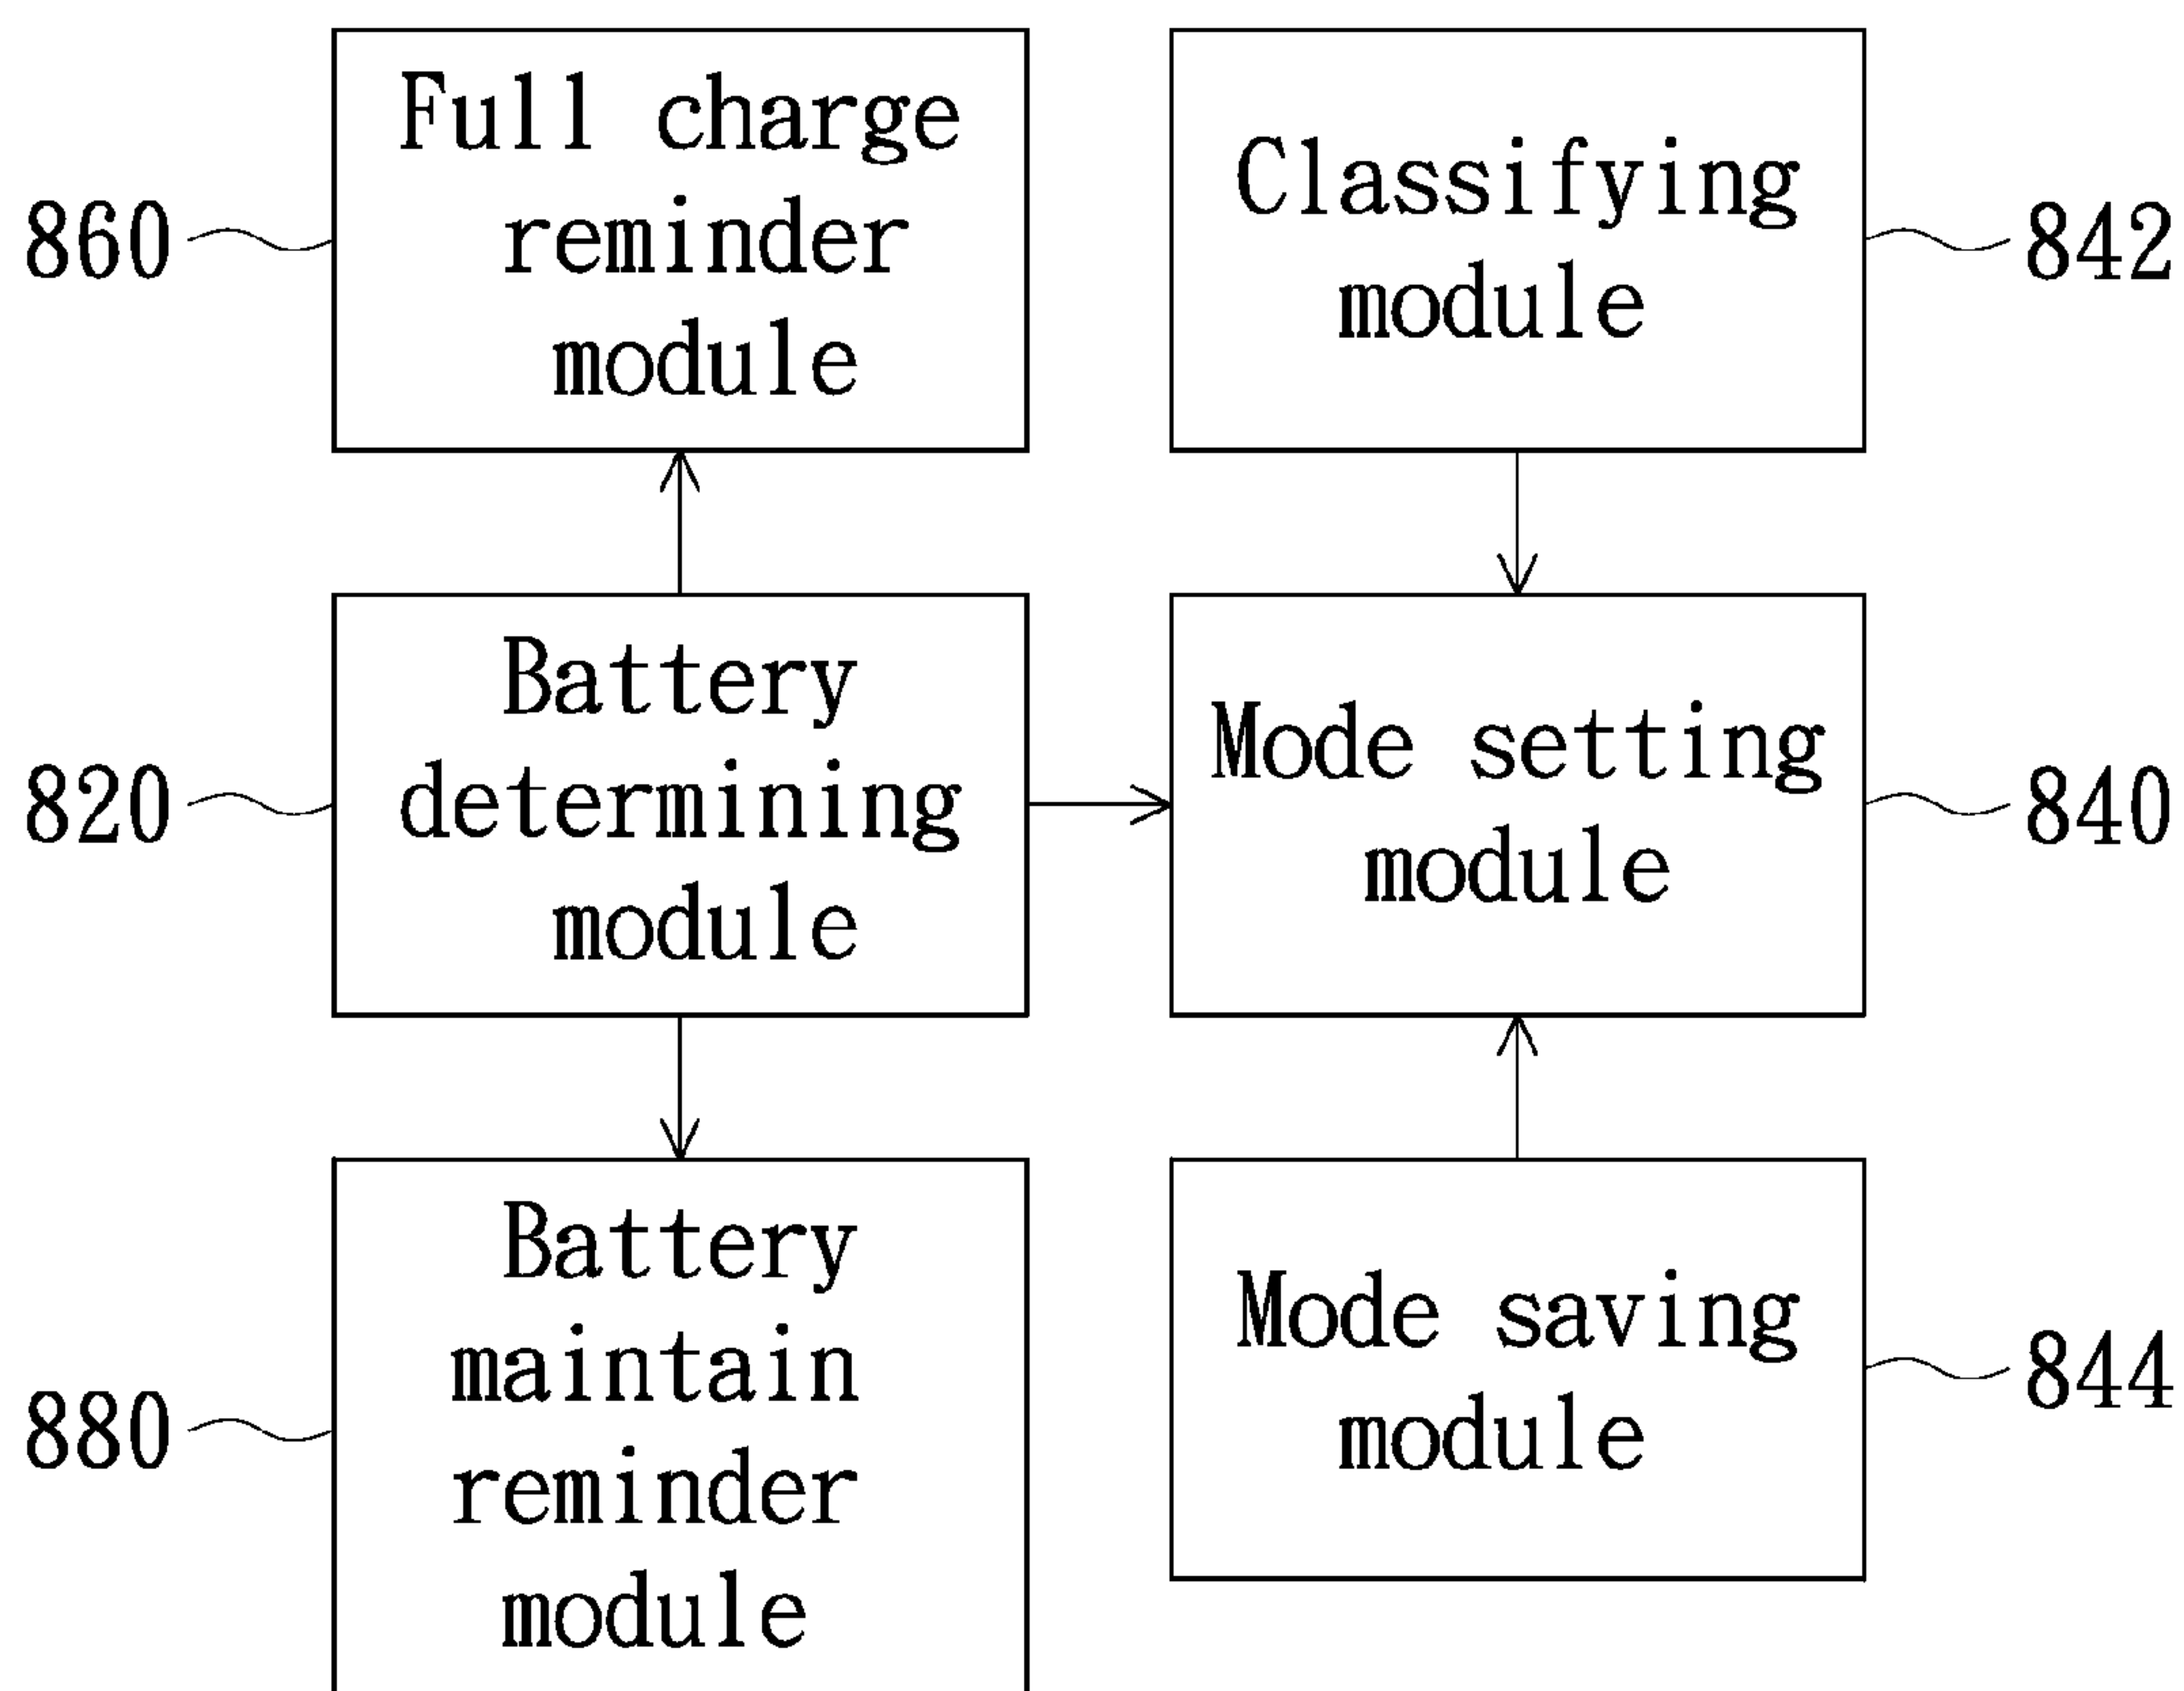 Full charge
reminder
module
860
Classifying
module
842
Battery
determining
module
820
Mode setting
module
840
Battery
maintain
reminder
module
880
Mode saving
module
844